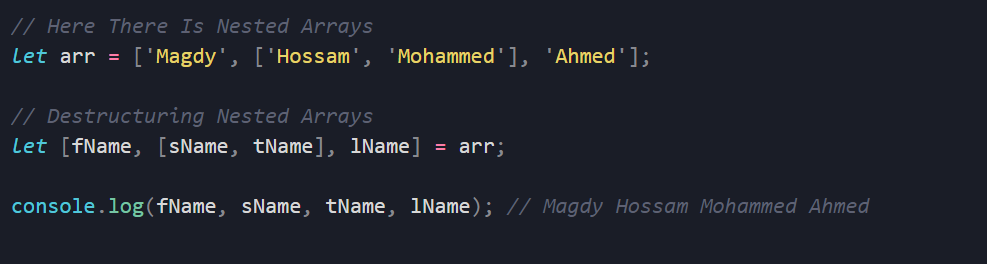 // Here There Is Nested Arrays
let arr = ['Magdy', ['Hossam', 'Mohammed'], 'Ahmed'];
// Destructuring Nested Arrays
let [fName, [sName, tName], lName] = arr;
console.log(fName, sName, tName, lName); // Magdy Hossam Mohammed Ahmed